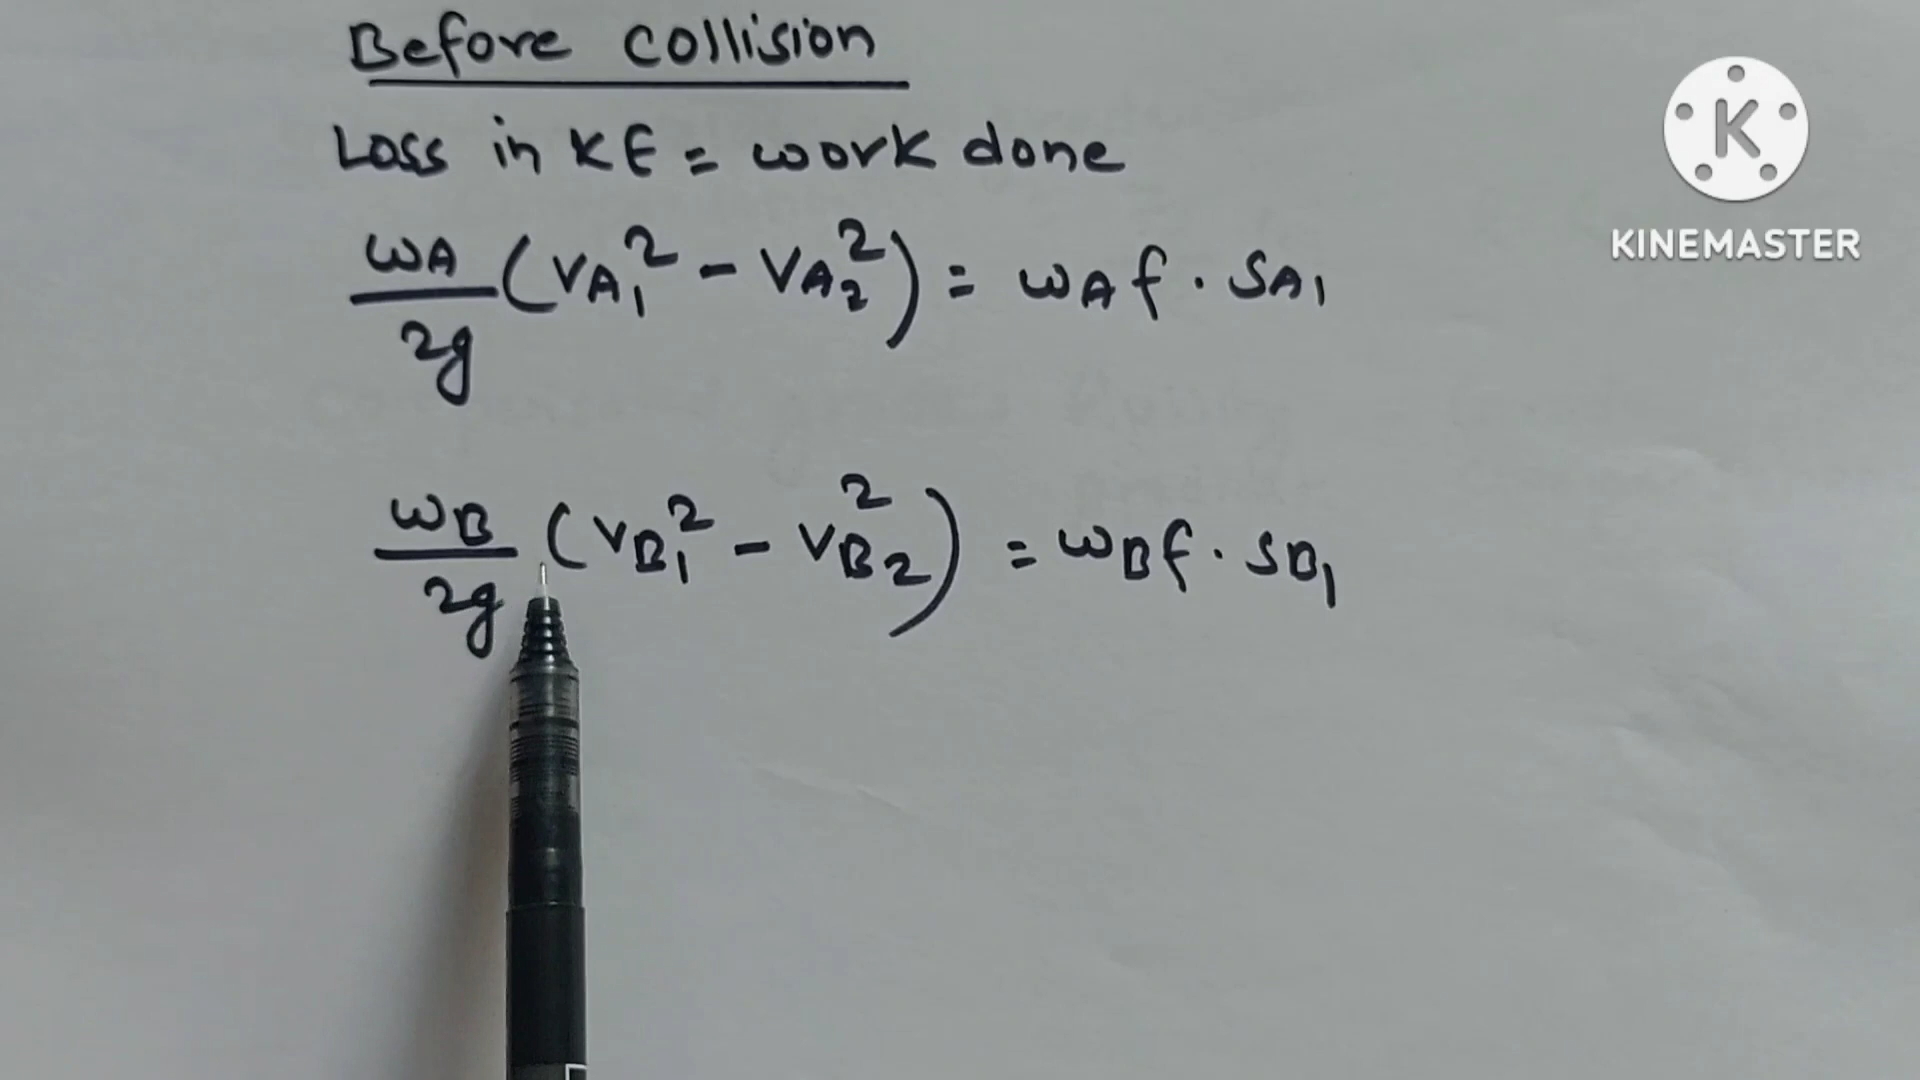 Before collision
Loss in KE = work done
WA/2g (VA₁² - VA₂²) = WAf · SA₁
WB/2g (VB₁² - VB₂²) = WBf · SB₁
K
KINEMASTER